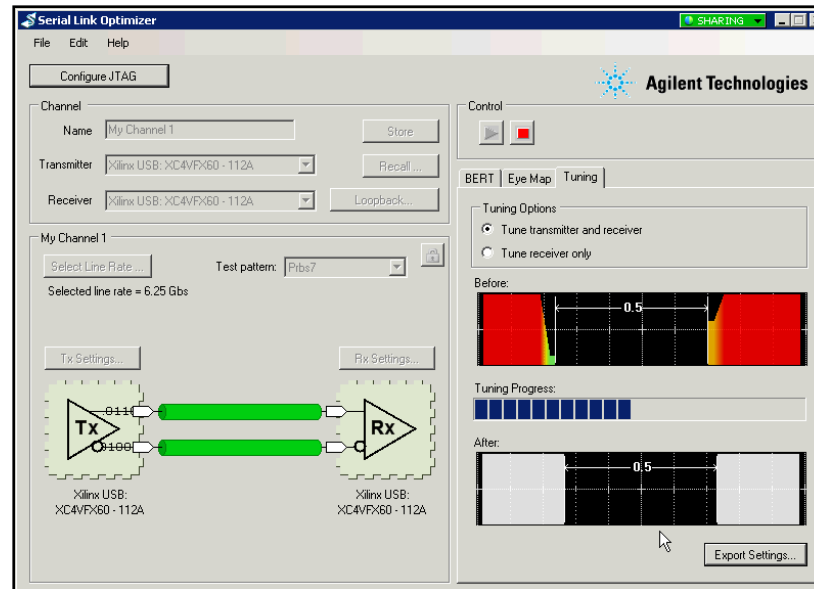 Serial Link Optimizer
SHARING
File Edit Help
Configure JTAG
Agilent Technologies
Channel
Name My Channel 1 Store
Transmitter Xilinx USB: XC4VFX60 - 112A Recall ...
Receiver Xilinx USB: XC4VFX60 - 112A Loopback...
Control
BERT Eye Map Tuning
Tuning Options
Tune transmitter and receiver
Tune receiver only
My Channel 1
Select Line Rate ... Test pattern: Prbs7
Selected line rate = 6.25 Gbs
Before:
0.5
Tx Settings... Rx Settings...
Tuning Progress:
0110
Tx Rx
0100
After:
0.5
Xilinx USB: Xilinx USB:
XC4VFX60 - 112A XC4VFX60 - 112A
Export Settings...